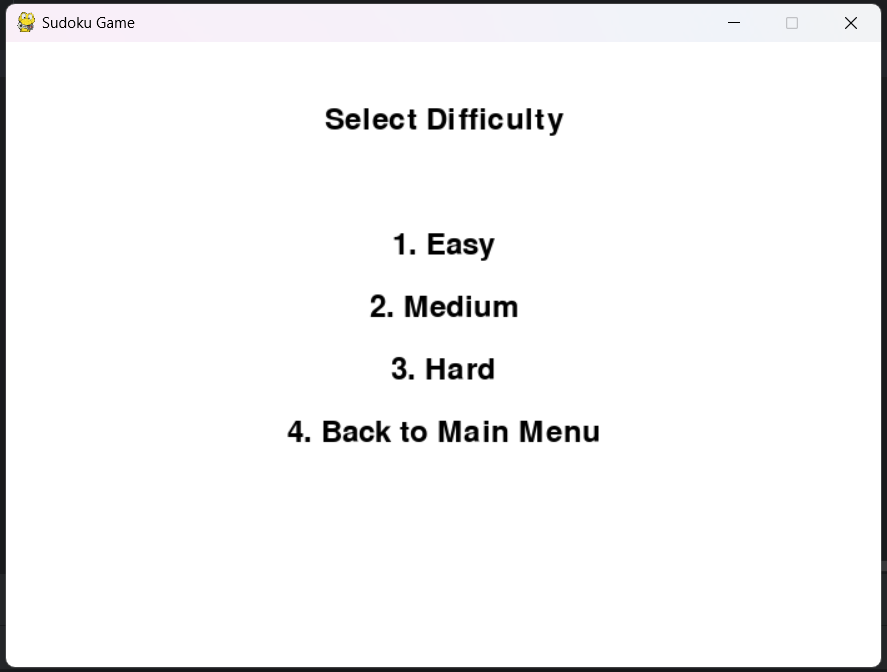 Sudoku Game
Select Difficulty
1. Easy
2. Medium
3. Hard
4. Back to Main Menu